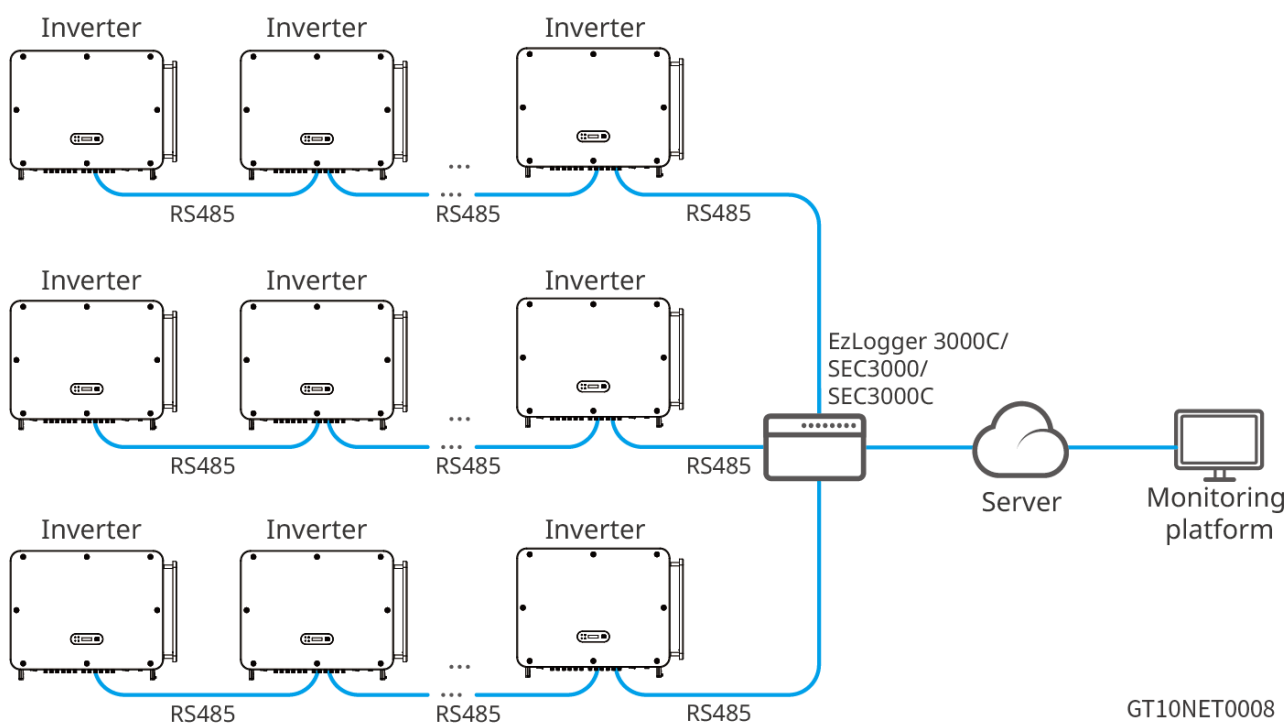 Inverter
Inverter
Inverter
...
...
RS485
RS485
RS485
Inverter
Inverter
Inverter
EzLogger 3000C/
SEC3000/
SEC3000C
...
...
RS485
RS485
RS485
Server
Monitoring
platform
Inverter
Inverter
Inverter
...
...
RS485
RS485
RS485
GT10NET0008